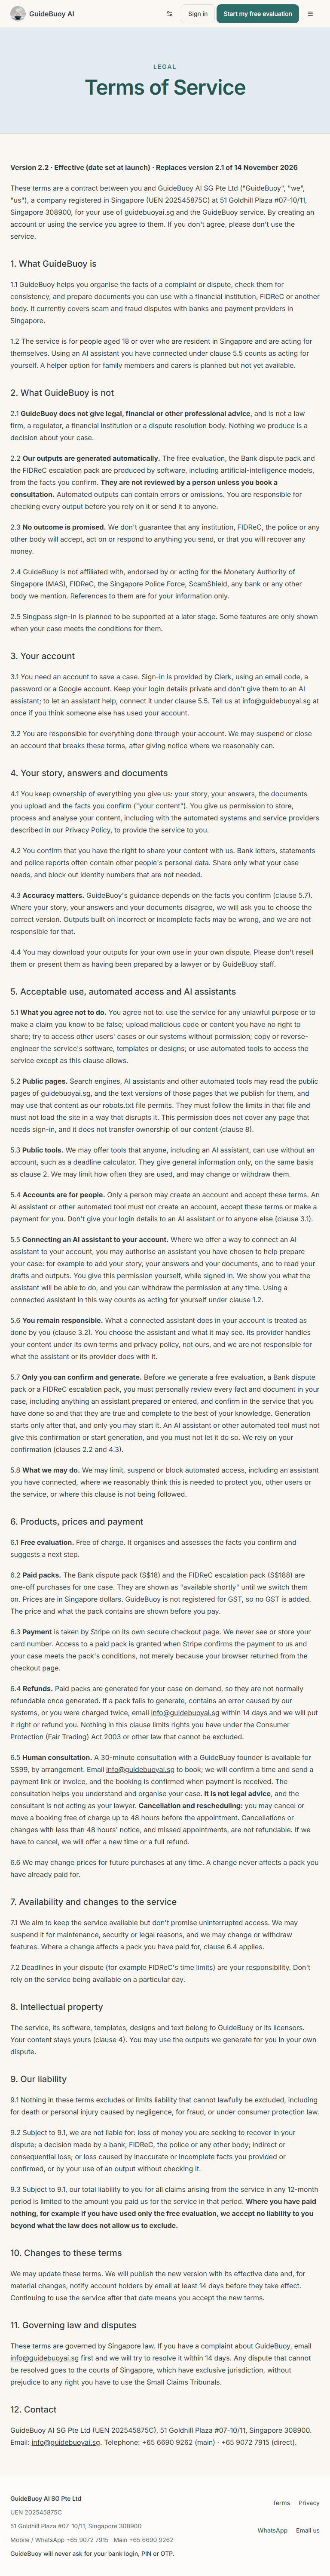 GuideBuoy AI
Sign in
Start my free evaluation
LEGAL
Terms of Service
Version 2.2 · Effective (date set at launch) · Replaces version 2.1 of 14 November 2026
These terms are a contract between you and GuideBuoy AI SG Pte Ltd ("GuideBuoy", "we",
"us"), a company registered in Singapore (UEN 202545875C) at 51 Goldhill Plaza #07-10/11,
Singapore 308900, for your use of guidebuoyai.sg and the GuideBuoy service. By creating an
account or using the service you agree to them. If you don't agree, please don't use the
service.
1. What GuideBuoy is
1.1 GuideBuoy helps you organise the facts of a complaint or dispute, check them for
consistency, and prepare documents you can use with a financial institution, FIDReC or another
body. It currently covers scam and fraud disputes with banks and payment providers in
Singapore.
1.2 The service is for people aged 18 or over who are resident in Singapore and are acting for
themselves. Using an AI assistant you have connected under clause 5.5 counts as acting for
yourself. A helper option for family members and carers is planned but not yet available.
2. What GuideBuoy is not
2.1 GuideBuoy does not give legal, financial or other professional advice, and is not a law
firm, a regulator, a financial institution or a dispute resolution body. Nothing we produce is a
decision about your case.
2.2 Our outputs are generated automatically. The free evaluation, the Bank dispute pack and
the FIDReC escalation pack are produced by software, including artificial-intelligence models,
from the facts you confirm. They are not reviewed by a person unless you book a
consultation. Automated outputs can contain errors or omissions. You are responsible for
checking every output before you rely on it or send it to anyone.
2.3 No outcome is promised. We don't guarantee that any institution, FIDReC, the police or any
other body will accept, act on or respond to anything you send, or that you will recover any
money.
2.4 GuideBuoy is not affiliated with, endorsed by or acting for the Monetary Authority of
Singapore (MAS), FIDReC, the Singapore Police Force, ScamShield, any bank or any other
body we mention. References to them are for your information only.
2.5 Singpass sign-in is planned to be supported at a later stage. Some features are only shown
when your case meets the conditions for them.
3. Your account
3.1 You need an account to save a case. Sign-in is provided by Clerk, using an email code, a
password or a Google account. Keep your login details private and don't give them to an AI
assistant; to let an assistant help, connect it under clause 5.5. Tell us at info@guidebuoyai.sg at
once if you think someone else has used your account.
3.2 You are responsible for everything done through your account. We may suspend or close
an account that breaks these terms, after giving notice where we reasonably can.
4. Your story, answers and documents
4.1 You keep ownership of everything you give us: your story, your answers, the documents
you upload and the facts you confirm ("your content"). You give us permission to store,
process and analyse your content, including with the automated systems and service providers
described in our Privacy Policy, to provide the service to you.
4.2 You confirm that you have the right to share your content with us. Bank letters, statements
and police reports often contain other people's personal data. Share only what your case
needs, and block out identity numbers that are not needed.
4.3 Accuracy matters. GuideBuoy's guidance depends on the facts you confirm (clause 5.7).
Where your story, your answers and your documents disagree, we will ask you to choose the
correct version. Outputs built on incorrect or incomplete facts may be wrong, and we are not
responsible for that.
4.4 You may download your outputs for your own use in your own dispute. Please don't resell
them or present them as having been prepared by a lawyer or by GuideBuoy staff.
5. Acceptable use, automated access and AI assistants
5.1 What you agree not to do. You agree not to: use the service for any unlawful purpose or to
make a claim you know to be false; upload malicious code or content you have no right to
share; try to access other users' cases or our systems without permission; copy or reverse-
engineer the service's software, templates or designs; or use automated tools to access the
service except as this clause allows.
5.2 Public pages. Search engines, AI assistants and other automated tools may read the public
pages of guidebuoyai.sg, and the text versions of those pages that we publish for them, and
may use that content as our robots.txt file permits. They must follow the limits in that file and
must not load the site in a way that disrupts it. This permission does not cover any page that
needs sign-in, and it does not transfer ownership of our content (clause 8).
5.3 Public tools. We may offer tools that anyone, including an AI assistant, can use without an
account, such as a deadline calculator. They give general information only, on the same basis
as clause 2. We may limit how often they are used, and may change or withdraw them.
5.4 Accounts are for people. Only a person may create an account and accept these terms. An
AI assistant or other automated tool must not create an account, accept these terms or make a
payment for you. Don't give your login details to an AI assistant or to anyone else (clause 3.1).
5.5 Connecting an AI assistant to your account. Where we offer a way to connect an AI
assistant to your account, you may authorise an assistant you have chosen to help prepare
your case: for example to add your story, your answers and your documents, and to read your
drafts and outputs. You give this permission yourself, while signed in. We show you what the
assistant will be able to do, and you can withdraw the permission at any time. Using a
connected assistant in this way counts as acting for yourself under clause 1.2.
5.6 You remain responsible. What a connected assistant does in your account is treated as
done by you (clause 3.2). You choose the assistant and what it may see. Its provider handles
your content under its own terms and privacy policy, not ours, and we are not responsible for
what the assistant or its provider does with it.
5.7 Only you can confirm and generate. Before we generate a free evaluation, a Bank dispute
pack or a FIDReC escalation pack, you must personally review every fact and document in your
case, including anything an assistant prepared or entered, and confirm in the service that you
have done so and that they are true and complete to the best of your knowledge. Generation
starts only after that, and only you may start it. An AI assistant or other automated tool must not
give this confirmation or start generation, and you must not let it do so. We rely on your
confirmation (clauses 2.2 and 4.3).
5.8 What we may do. We may limit, suspend or block automated access, including an assistant
you have connected, where we reasonably think this is needed to protect you, other users or
the service, or where this clause is not being followed.
6. Products, prices and payment
6.1 Free evaluation. Free of charge. It organises and assesses the facts you confirm and
suggests a next step.
6.2 Paid packs. The Bank dispute pack (S$18) and the FIDReC escalation pack (S$188) are
one-off purchases for one case. They are shown as "available shortly" until we switch them
on. Prices are in Singapore dollars. GuideBuoy is not registered for GST, so no GST is added.
The price and what the pack contains are shown before you pay.
6.3 Payment is taken by Stripe on its own secure checkout page. We never see or store your
card number. Access to a paid pack is granted when Stripe confirms the payment to us and
your case meets the pack's conditions, not merely because your browser returned from the
checkout page.
6.4 Refunds. Paid packs are generated for your case on demand, so they are not normally
refundable once generated. If a pack fails to generate, contains an error caused by our
systems, or you were charged twice, email info@guidebuoyai.sg within 14 days and we will put
it right or refund you. Nothing in this clause limits rights you have under the Consumer
Protection (Fair Trading) Act 2003 or other law that cannot be excluded.
6.5 Human consultation. A 30-minute consultation with a GuideBuoy founder is available for
S$99, by arrangement. Email info@guidebuoyai.sg to book; we will confirm a time and send a
payment link or invoice, and the booking is confirmed when payment is received. The
consultation helps you understand and organise your case. It is not legal advice, and the
consultant is not acting as your lawyer. Cancellation and rescheduling: you may cancel or
move a booking free of charge up to 48 hours before the appointment. Cancellations or
changes with less than 48 hours' notice, and missed appointments, are not refundable. If we
have to cancel, we will offer a new time or a full refund.
6.6 We may change prices for future purchases at any time. A change never affects a pack you
have already paid for.
7. Availability and changes to the service
7.1 We aim to keep the service available but don't promise uninterrupted access. We may
suspend it for maintenance, security or legal reasons, and we may change or withdraw
features. Where a change affects a pack you have paid for, clause 6.4 applies.
7.2 Deadlines in your dispute (for example FIDReC's time limits) are your responsibility. Don't
rely on the service being available on a particular day.
8. Intellectual property
The service, its software, templates, designs and text belong to GuideBuoy or its licensors.
Your content stays yours (clause 4). You may use the outputs we generate for you in your own
dispute.
9. Our liability
9.1 Nothing in these terms excludes or limits liability that cannot lawfully be excluded, including
for death or personal injury caused by negligence, for fraud, or under consumer protection law.
9.2 Subject to 9.1, we are not liable for: loss of money you are seeking to recover in your
dispute; a decision made by a bank, FIDReC, the police or any other body; indirect or
consequential loss; or loss caused by inaccurate or incomplete facts you provided or
confirmed, or by your use of an output without checking it.
9.3 Subject to 9.1, our total liability to you for all claims arising from the service in any 12-month
period is limited to the amount you paid us for the service in that period. Where you have paid
nothing, for example if you have used only the free evaluation, we accept no liability to you
beyond what the law does not allow us to exclude.
10. Changes to these terms
We may update these terms. We will publish the new version with its effective date and, for
material changes, notify account holders by email at least 14 days before they take effect.
Continuing to use the service after that date means you accept the new terms.
11. Governing law and disputes
These terms are governed by Singapore law. If you have a complaint about GuideBuoy, email
info@guidebuoyai.sg first and we will try to resolve it within 14 days. Any dispute that cannot
be resolved goes to the courts of Singapore, which have exclusive jurisdiction, without
prejudice to any right you have to use the Small Claims Tribunals.
12. Contact
GuideBuoy AI SG Pte Ltd (UEN 202545875C), 51 Goldhill Plaza #07-10/11, Singapore 308900.
Email: info@guidebuoyai.sg. Telephone: +65 6690 9262 (main) · +65 9072 7915 (direct).
GuideBuoy AI SG Pte Ltd
UEN 202545875C
51 Goldhill Plaza #07-10/11, Singapore 308900
Mobile / WhatsApp +65 9072 7915 · Main +65 6690 9262
GuideBuoy will never ask for your bank login, PIN or OTP.
Terms
Privacy
WhatsApp
Email us